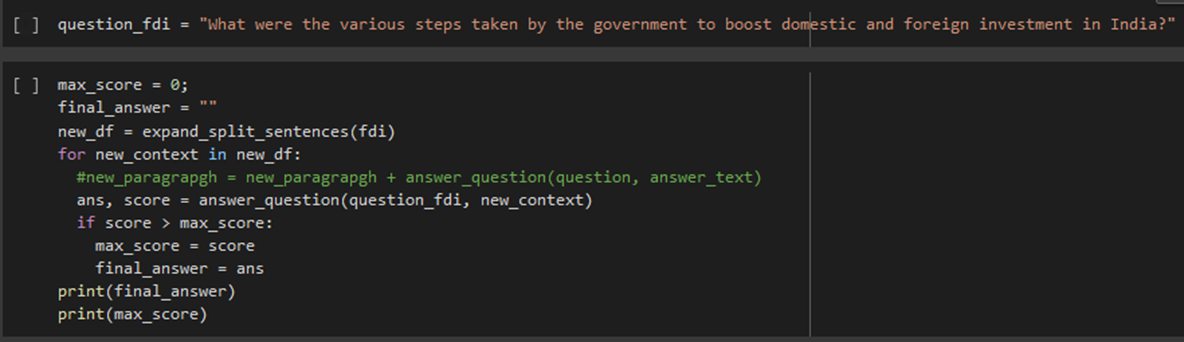 [ ] question_fdi = "What were the various steps taken by the government to boost domestic and foreign investment in India?"
[ ] max_score = 0;
final_answer = ""
new_df = expand_split_sentences(fdi)
for new_context in new_df:
#new_paragrapgh = new_paragrapgh + answer_question(question, answer_text)
ans, score = answer_question(question_fdi, new_context)
if score > max_score:
max_score = score
final_answer = ans
print(final_answer)
print(max_score)